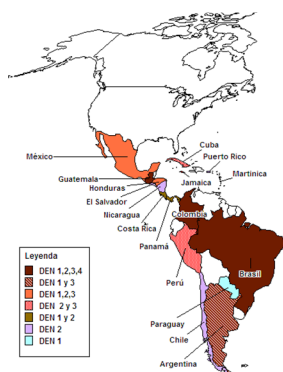 Cuba
Puerto Rico
México
Martinica
Guatemala
Jamaica
Honduras
El Salvador
Colombia
Nicaragua
Costa Rica
Panamá
Leyenda
DEN 1,2,3,4
DEN 1 y 3
DEN 1,2,3
DEN 2 y 3
DEN 1 y 2
DEN 2
DEN 1
Brasil
Perú
Paraguay
Chile
Argentina